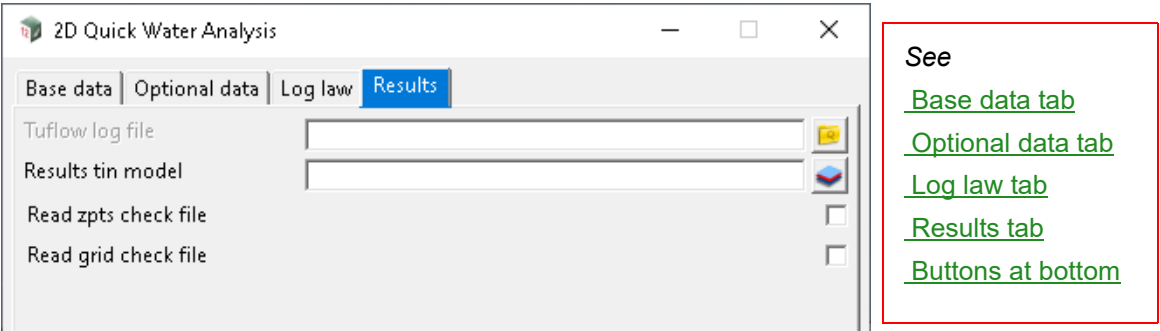 2D Quick Water Analysis
Base data Optional data Log law Results
Tuflow log file
Results tin model
Read zpts check file
Read grid check file
See
Base data tab
Optional data tab
Log law tab
Results tab
Buttons at bottom